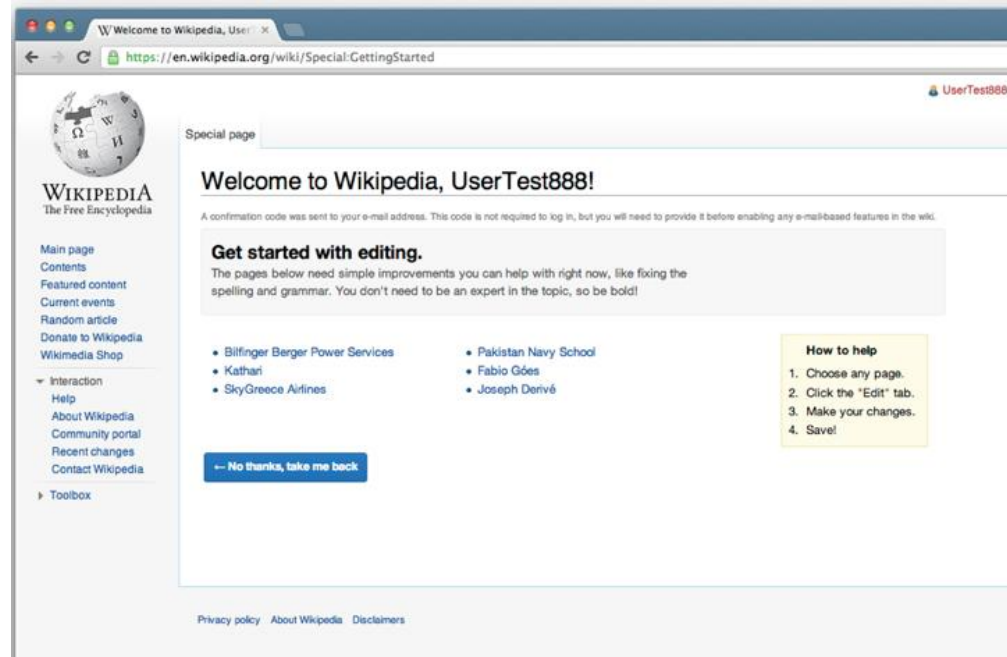 Welcome to Wikipedia, User
https://en.wikipedia.org/wiki/Special:GettingStarted
UserTest888
WIKIPEDIA
The Free Encyclopedia
Main page
Contents
Featured content
Current events
Random article
Donate to Wikipedia
Wikimedia Shop
Interaction
Help
About Wikipedia
Community portal
Recent changes
Contact Wikipedia
Toolbox
Special page
Welcome to Wikipedia, UserTest888!
A confirmation code was sent to your e-mail address. This code is not required to log in, but you will need to provide it before enabling any e-mail-based features in the wiki.
Get started with editing.
The pages below need simple improvements you can help with right now, like fixing the
spelling and grammar. You don't need to be an expert in the topic, so be bold!
• Bilfinger Berger Power Services
• Kathari
• SkyGreece Airlines
• Pakistan Navy School
• Fabio Góes
• Joseph Derivé
How to help
1. Choose any page.
2. Click the "Edit" tab.
3. Make your changes.
4. Save!
← No thanks, take me back
Privacy policy About Wikipedia Disclaimers